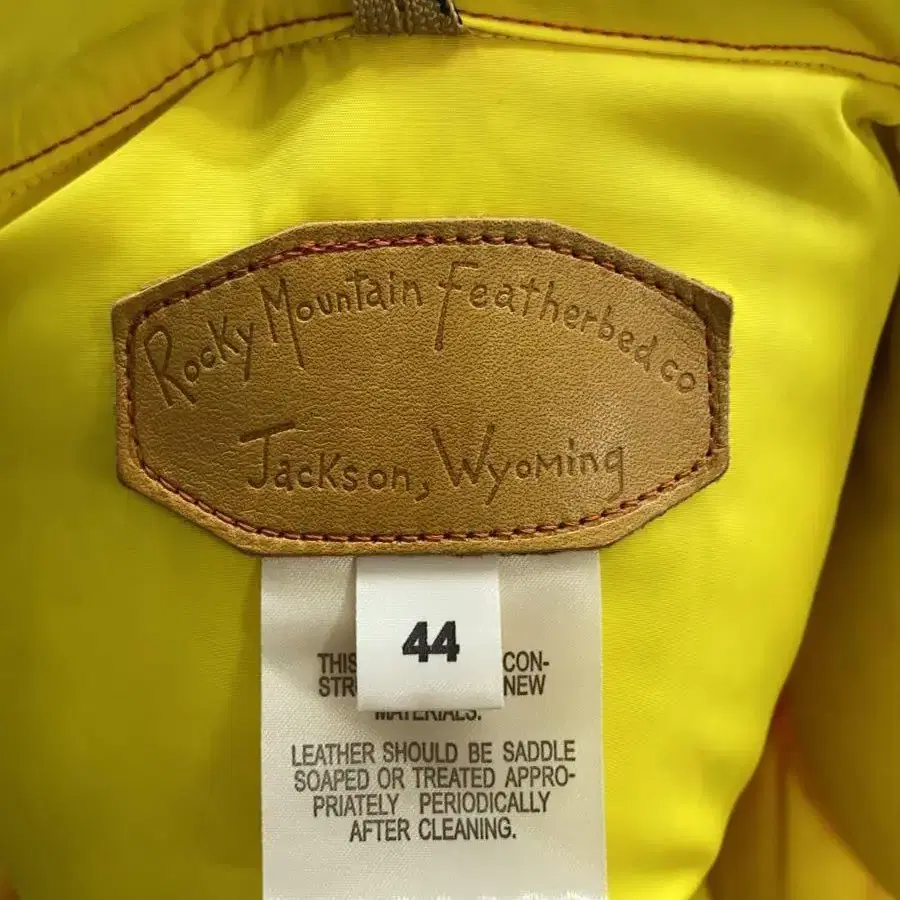 Rocky Mountain Featherbed co
Jackson, Wyoming
44
THIS CON-
STR NEW
MATERIALS.
LEATHER SHOULD BE SADDLE
SOAPED OR TREATED APPRO-
PRIATELY PERIODICALLY
AFTER CLEANING.